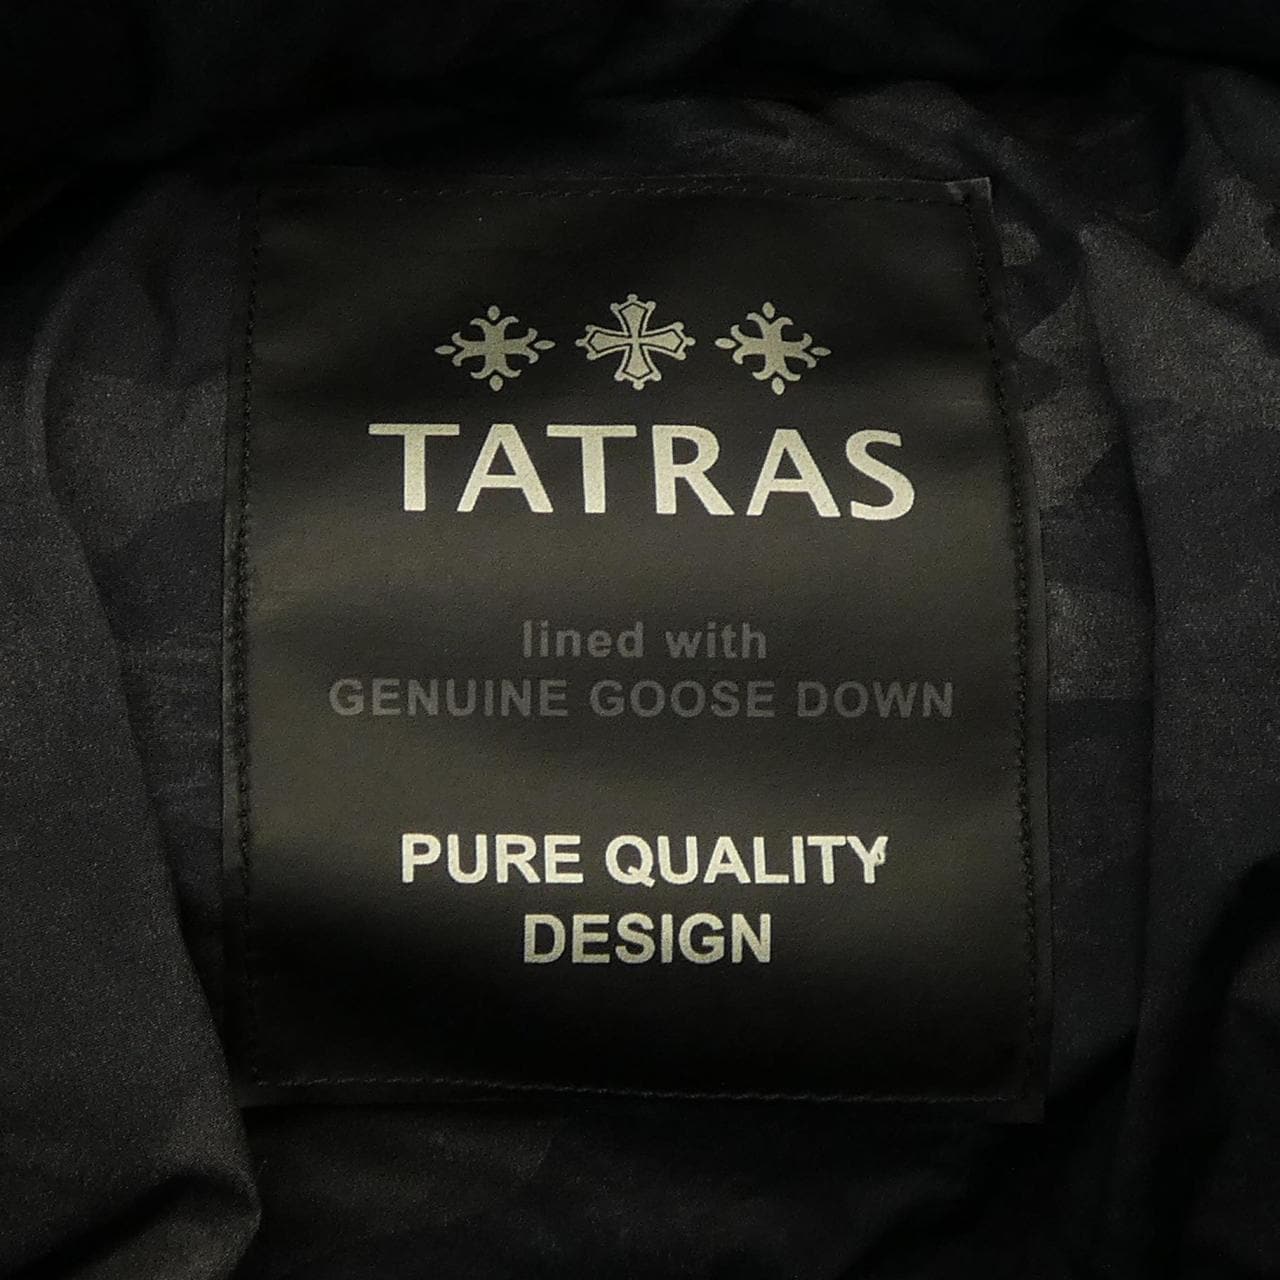 TATRAS
lined with
GENUINE GOOSE DOWN
PURE QUALITY
DESIGN